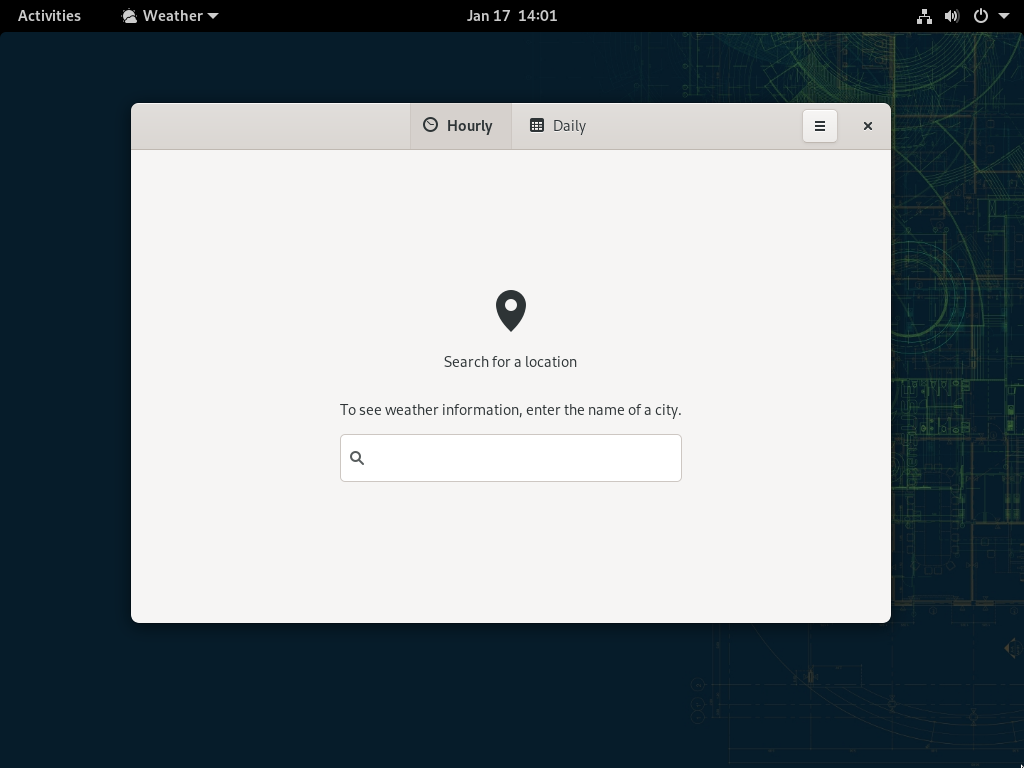 Activities Weather Jan 17 14:01
Hourly Daily
Search for a location
To see weather information, enter the name of a city.